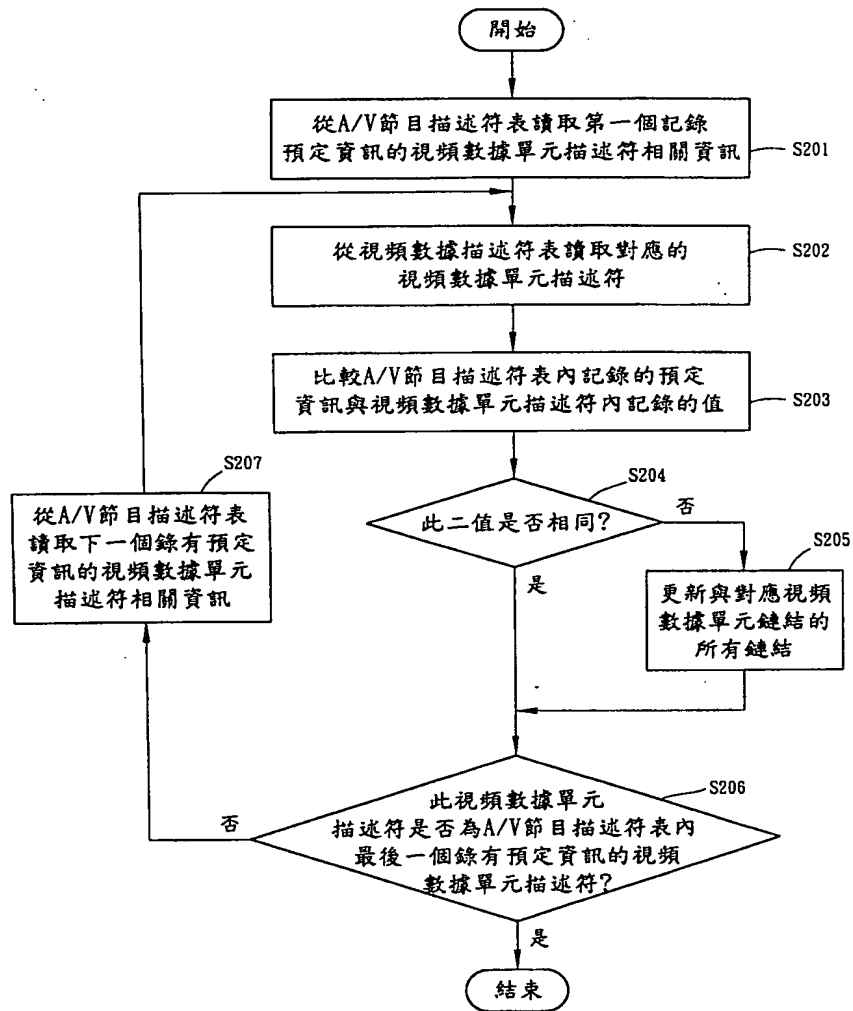 開始
從A/V節目描述符表讀取第一個記錄
預定資訊的視頻數據單元描述符相關資訊
S201
從視頻數據描述符表讀取對應的
視頻數據單元描述符
S202
比較A/V節目描述符表內記錄的預定
資訊與視頻數據單元描述符內記錄的值
S203
S204
此二值是否相同?
否
是
S205
更新與對應視頻
數據單元鏈結的
所有鏈結
S207
從A/V節目描述符表
讀取下一個錄有預定
資訊的視頻數據單元
描述符相關資訊
S206
此視頻數據單元
描述符是否為A/V節目描述符表內
最後一個錄有預定資訊的視頻
數據單元描述符?
否
是
結束